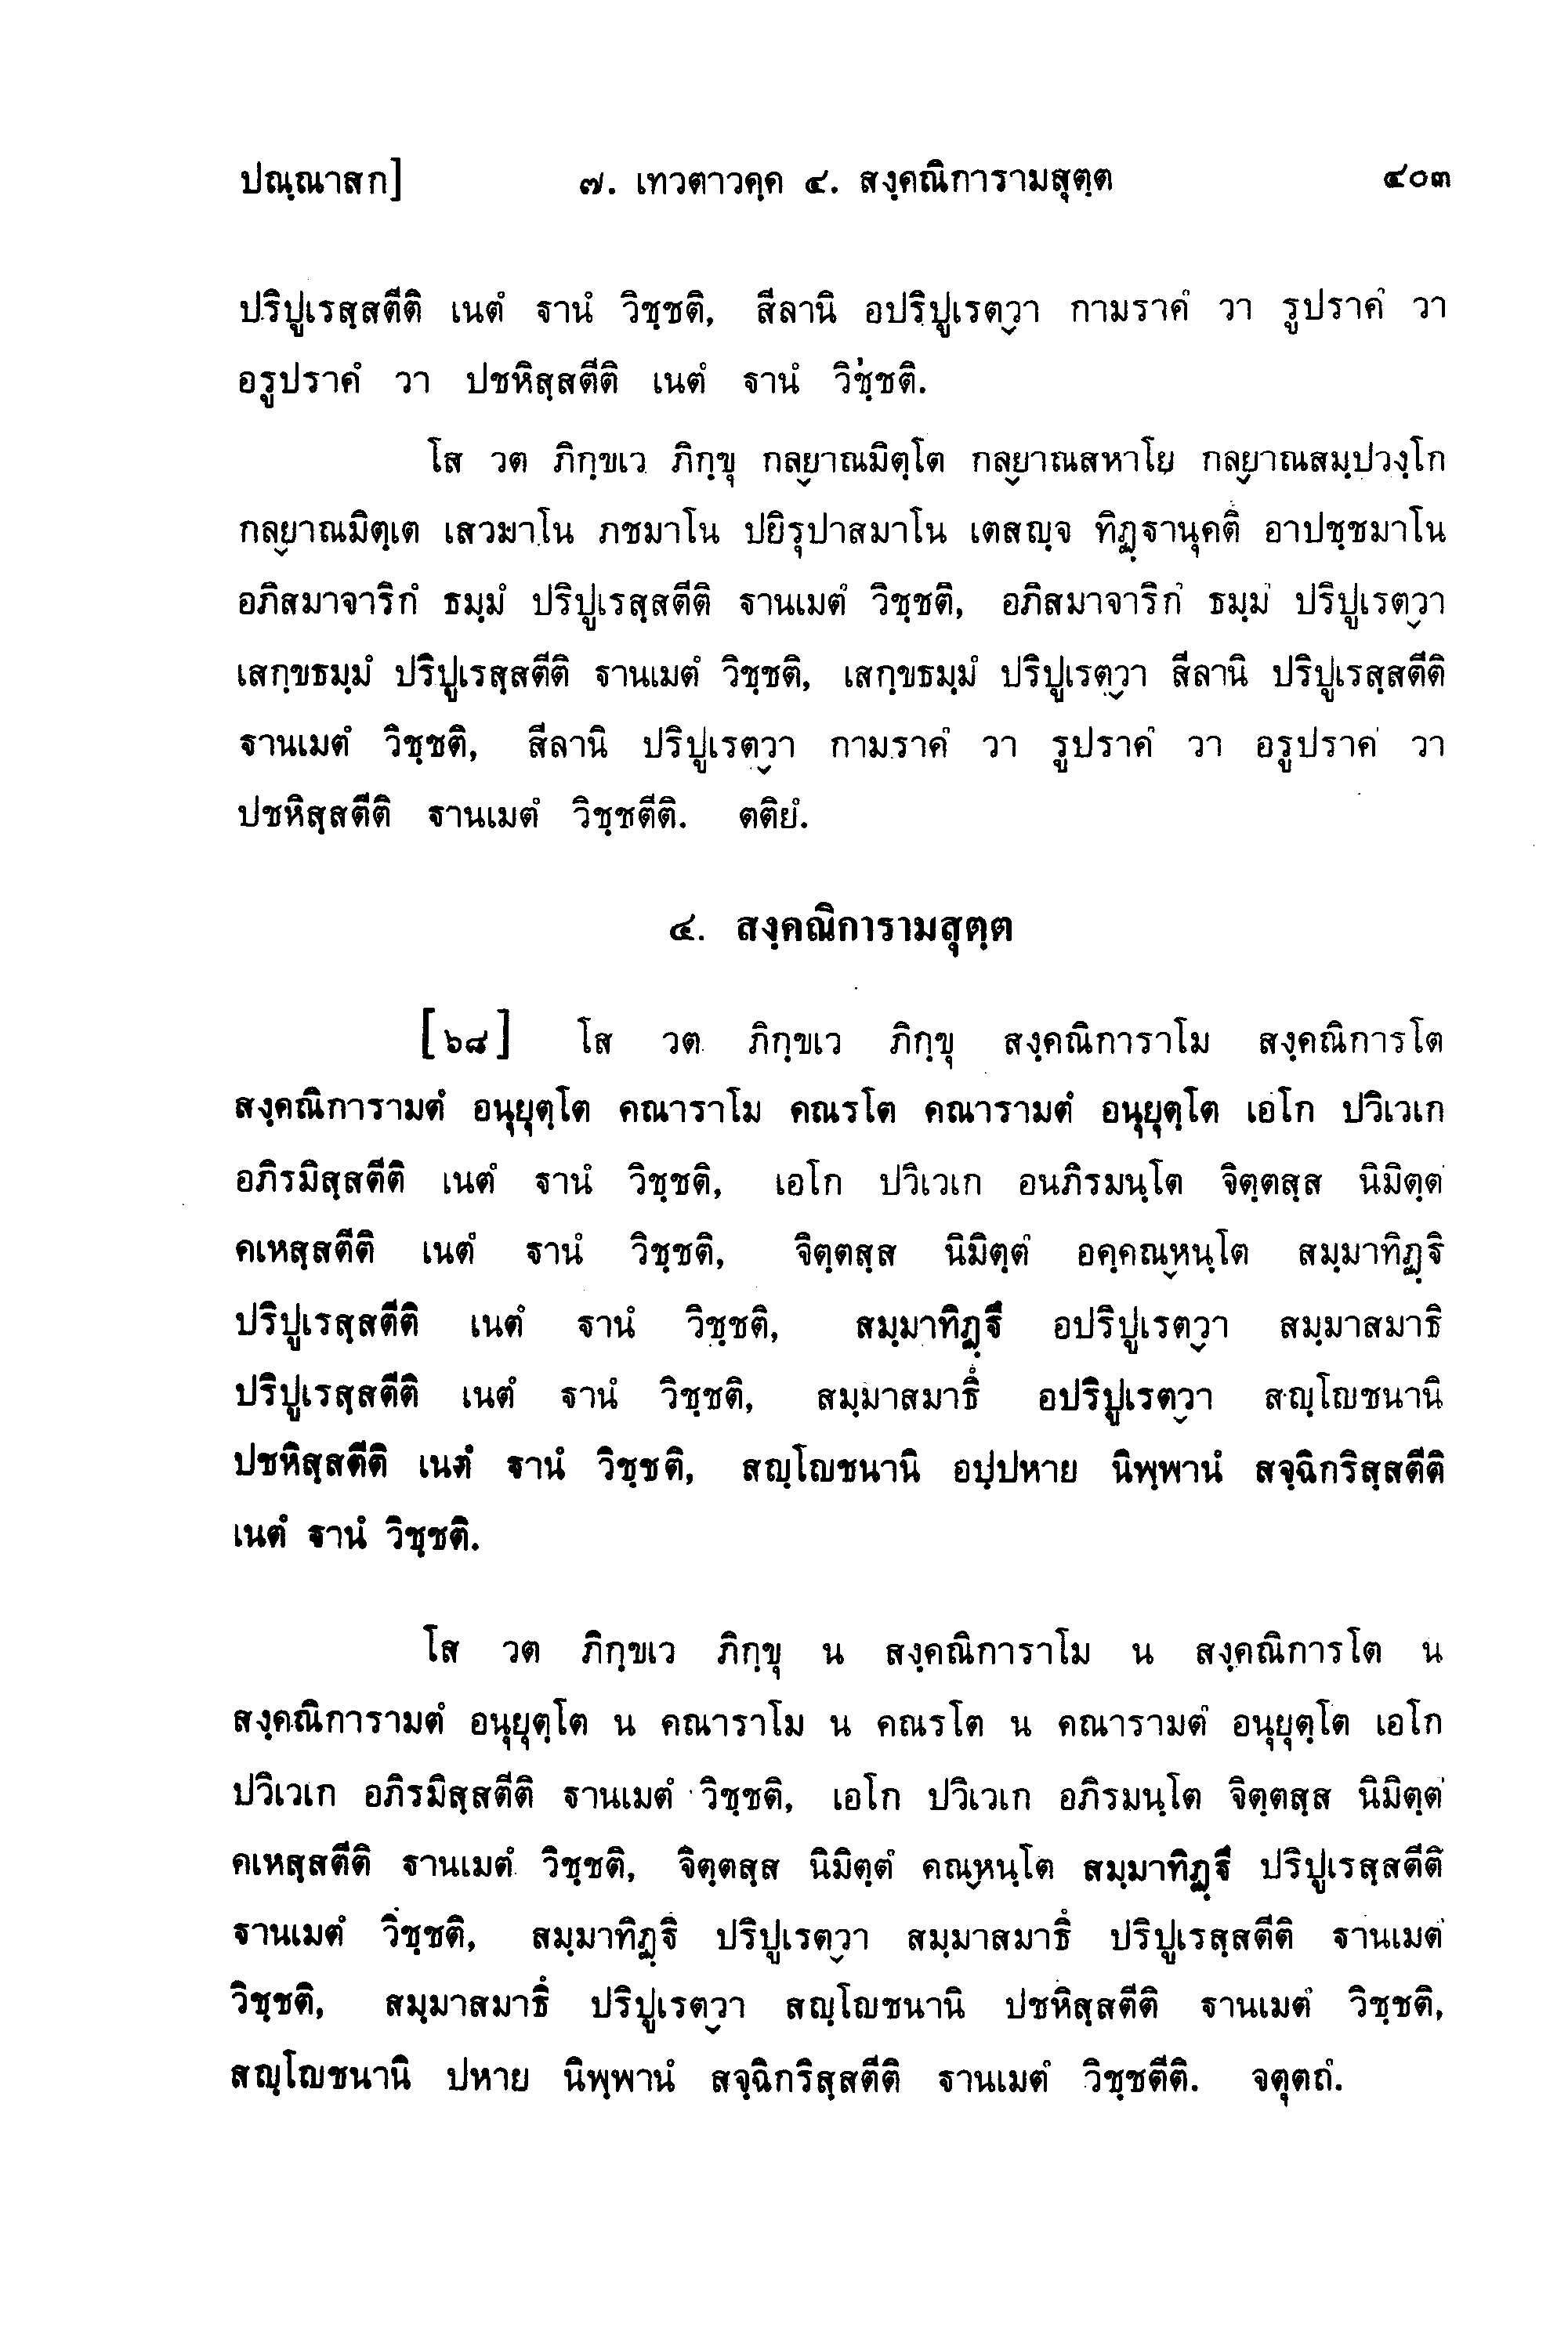 ปณฺณาสก] ๗. เทวตาวคฺค ๔. สงฺคณิการามสุตฺต ๔๐๓
ปริปูเรสฺสตีติ เนตํ ฐานํ วิชฺชติ, สีลานิ อปริปูเรตฺวา กามราคํ วา รูปราคํ วา
อรูปราคํ วา ปชหิสฺสตีติ เนตํ ฐานํ วิชฺชติ.
โส วต ภิกฺขเว ภิกฺขุ กลฺยาณมิตฺโต กลฺยาณสหาโย กลฺยาณสมฺปวงฺโก
กลฺยาณมิตฺเต เสวมาโน ภชมาโน ปยิรุปาสมาโน เตสญฺจ ทิฏฺฐานุคตึ อาปชฺชมาโน
อภิสมาจาริกํ ธมฺมํ ปริปูเรสฺสตีติ ฐานเมตํ วิชฺชติ, อภิสมาจาริกํ ธมฺมํ ปริปูเรตฺวา
เสกฺขธมฺมํ ปริปูเรสฺสตีติ ฐานเมตํ วิชฺชติ, เสกฺขธมฺมํ ปริปูเรตฺวา สีลานิ ปริปูเรสฺสตีติ
ฐานเมตํ วิชฺชติ, สีลานิ ปริปูเรตฺวา กามราคํ วา รูปราคํ วา อรูปราคํ วา
ปชหิสฺสตีติ ฐานเมตํ วิชฺชตีติ. ตติยํ.
๔. สงฺคณิการามสุตฺต
[๖๘] โส วต ภิกฺขเว ภิกฺขุ สงฺคณิการาโม สงฺคณิการโต
สงฺคณิการามตํ อนุยุตฺโต คณาราโม คณรโต คณารามตํ อนุยุตฺโต เอโก ปวิเวเก
อภิรมิสฺสตีติ เนตํ ฐานํ วิชฺชติ, เอโก ปวิเวเก อนภิรมนฺโต จิตฺตสฺส นิมิตฺตํ
คเหสฺสตีติ เนตํ ฐานํ วิชฺชติ, จิตฺตสฺส นิมิตฺตํ อคฺคณฺหนฺโต สมฺมาทิฏฺฐึ
ปริปูเรสฺสตีติ เนตํ ฐานํ วิชฺชติ, สมฺมาทิฏฺฐึ อปริปูเรตฺวา สมฺมาสมาธึ
ปริปูเรสฺสตีติ เนตํ ฐานํ วิชฺชติ, สมฺมาสมาธึ อปริปูเรตฺวา สญฺโญชนานิ
ปชหิสฺสตีติ เนตํ ฐานํ วิชฺชติ, สญฺโญชนานิ อปฺปหาย นิพฺพานํ สจฺฉิกริสฺสตีติ
เนตํ ฐานํ วิชฺชติ.
โส วต ภิกฺขเว ภิกฺขุ น สงฺคณิการาโม น สงฺคณิการโต น
สงฺคณิการามตํ อนุยุตฺโต น คณาราโม น คณรโต น คณารามตํ อนุยุตฺโต เอโก
ปวิเวเก อภิรมิสฺสตีติ ฐานเมตํ วิชฺชติ, เอโก ปวิเวเก อภิรมนฺโต จิตฺตสฺส นิมิตฺตํ
คเหสฺสตีติ ฐานเมตํ วิชฺชติ, จิตฺตสฺส นิมิตฺตํ คณฺหนฺโต สมฺมาทิฏฺฐึ ปริปูเรสฺสตีติ
ฐานเมตํ วิชฺชติ, สมฺมาทิฏฺฐึ ปริปูเรตฺวา สมฺมาสมาธึ ปริปูเรสฺสตีติ ฐานเมตํ
วิชฺชติ, สมฺมาสมาธึ ปริปูเรตฺวา สญฺโญชนานิ ปชหิสฺสตีติ ฐานเมตํ วิชฺชติ,
สญฺโญชนานิ ปหาย นิพฺพานํ สจฺฉิกริสฺสตีติ ฐานเมตํ วิชฺชตีติ. จตุตถํ.